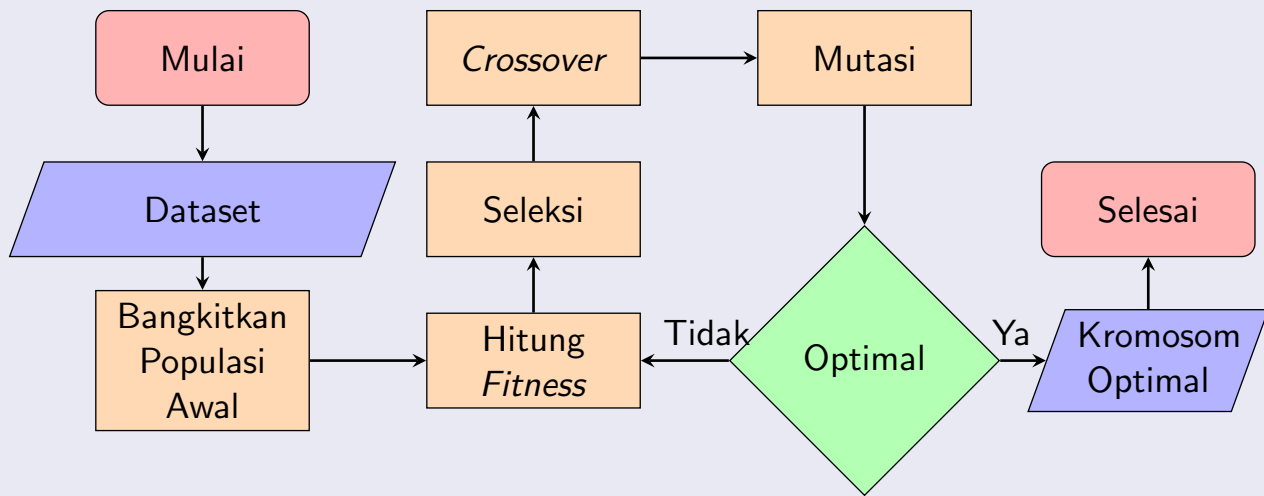 Mulai
Dataset
Bangkitkan
Populasi
Awal
Hitung
Fitness
Seleksi
Crossover
Mutasi
Optimal
Tidak
Ya
Kromosom
Optimal
Selesai